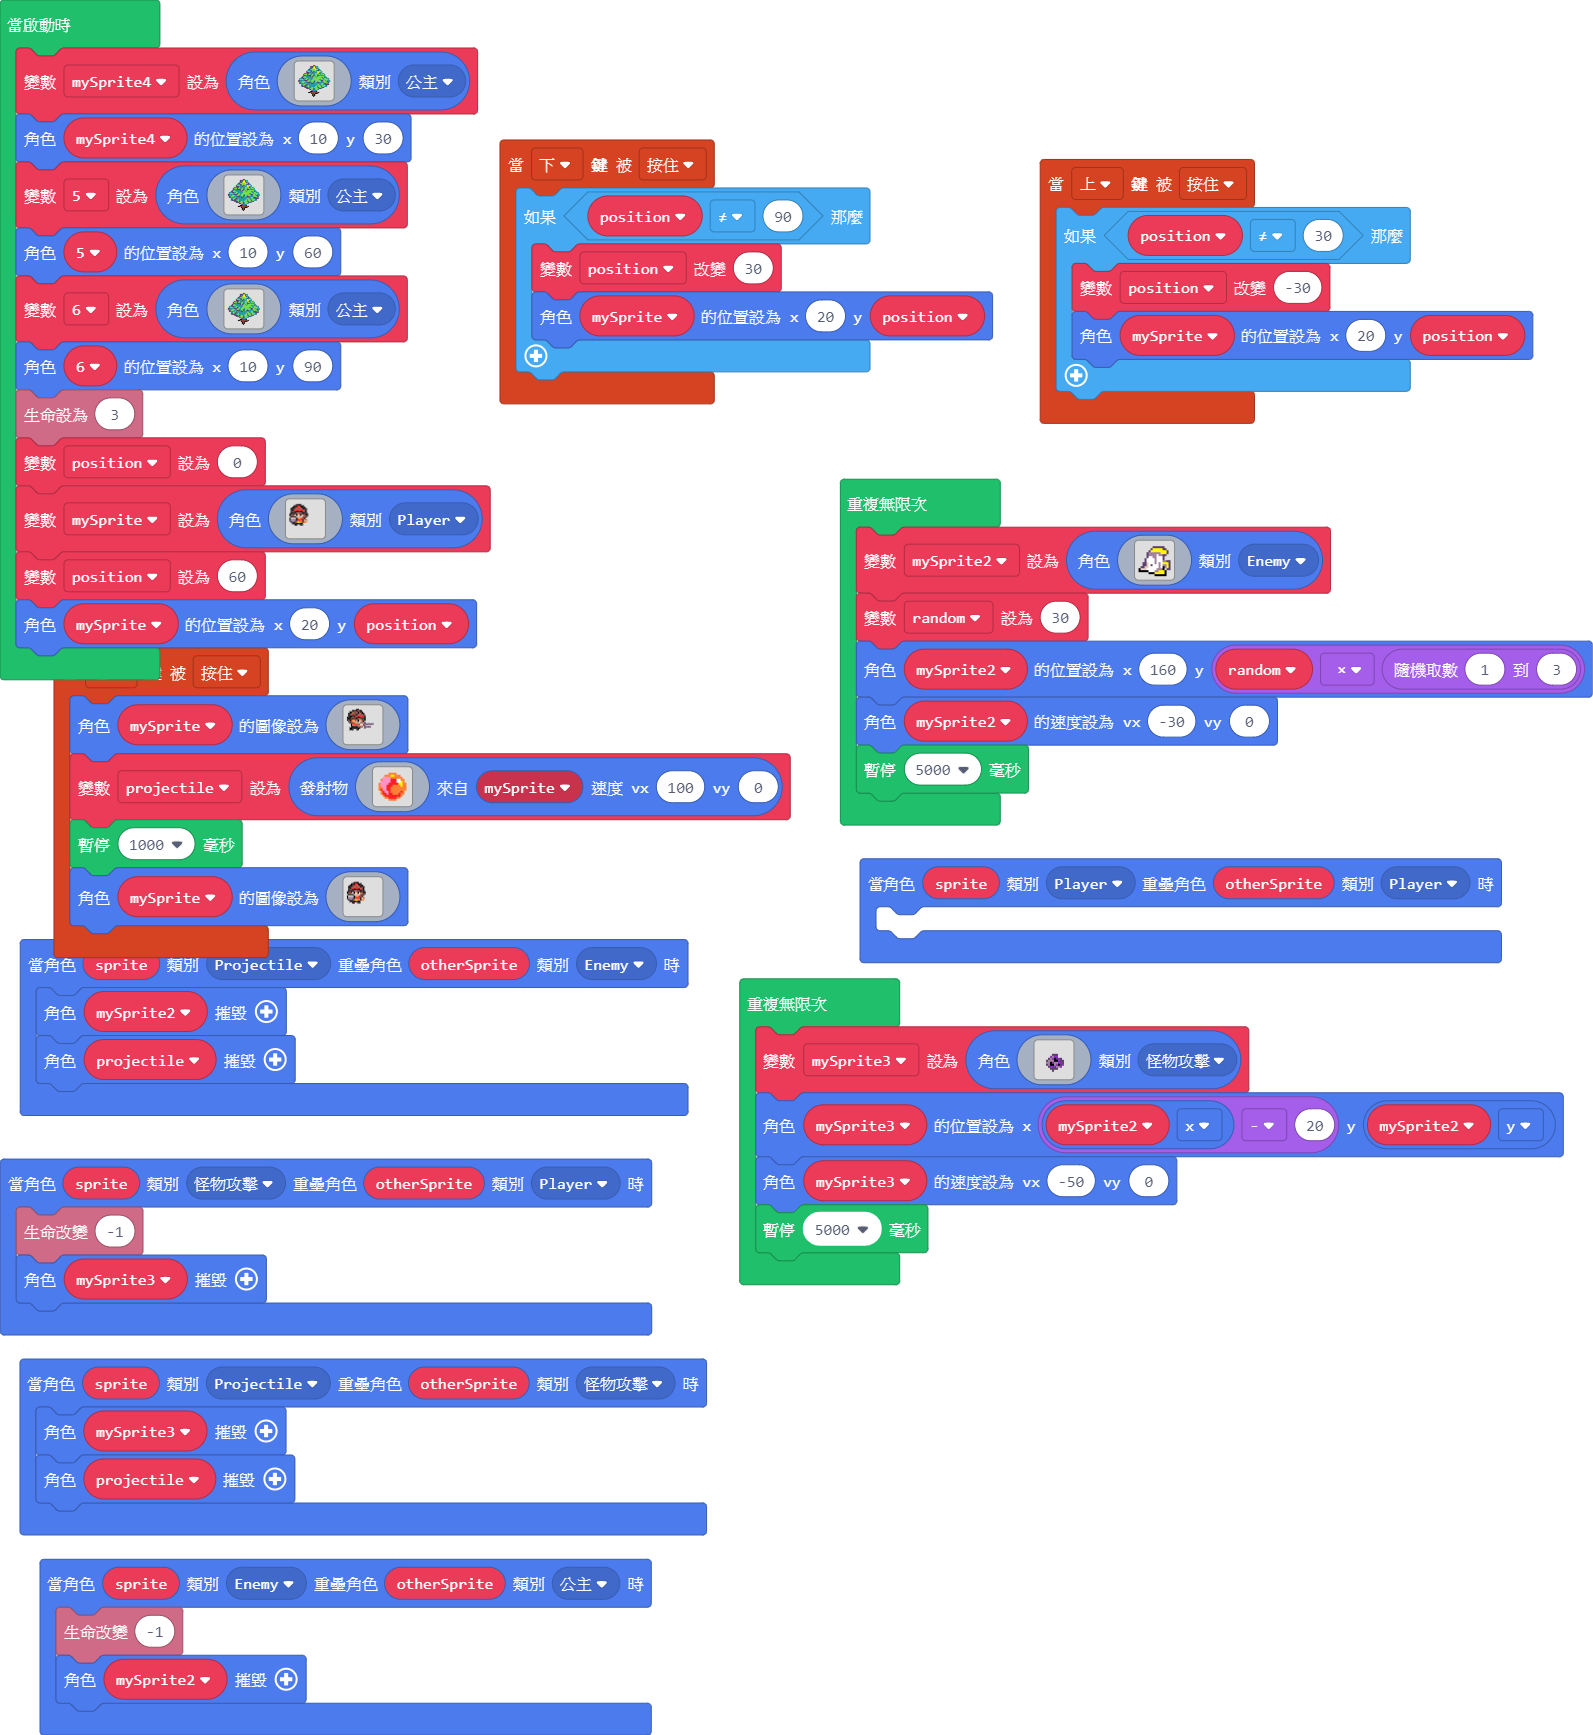 當啟動時
變數 mySprite4 設為 角色 類別 公主
角色 mySprite4 的位置設為 x 10 y 30
變數 5 設為 角色 類別 公主
角色 5 的位置設為 x 10 y 60
變數 6 設為 角色 類別 公主
角色 6 的位置設為 x 10 y 90
生命設為 3
變數 position 設為 0
變數 mySprite 設為 角色 類別 Player
變數 position 設為 60
角色 mySprite 的位置設為 x 20 y position
被 按住
角色 mySprite 的圖像設為
變數 projectile 設為 發射物 來自 mySprite 速度 vx 100 vy 0
暫停 1000 毫秒
角色 mySprite 的圖像設為
當角色 sprite 類別 Projectile 重疊角色 otherSprite 類別 Enemy 時
角色 mySprite2 摧毀
角色 projectile 摧毀
當角色 sprite 類別 怪物攻擊 重疊角色 otherSprite 類別 Player 時
生命改變 -1
角色 mySprite3 摧毀
當角色 sprite 類別 Projectile 重疊角色 otherSprite 類別 怪物攻擊 時
角色 mySprite3 摧毀
角色 projectile 摧毀
當角色 sprite 類別 Enemy 重疊角色 otherSprite 類別 公主 時
生命改變 -1
角色 mySprite2 摧毀
當 下 鍵 被 按住
如果 position ≠ 90 那麼
變數 position 改變 30
角色 mySprite 的位置設為 x 20 y position
當 上 鍵 被 按住
如果 position ≠ 30 那麼
變數 position 改變 -30
角色 mySprite 的位置設為 x 20 y position
重複無限次
變數 mySprite2 設為 角色 類別 Enemy
變數 random 設為 30
角色 mySprite2 的位置設為 x 160 y random × 隨機取數 1 到 3
角色 mySprite2 的速度設為 vx -30 vy 0
暫停 5000 毫秒
當角色 sprite 類別 Player 重疊角色 otherSprite 類別 Player 時
重複無限次
變數 mySprite3 設為 角色 類別 怪物攻擊
角色 mySprite3 的位置設為 x mySprite2 x - 20 y mySprite2 y
角色 mySprite3 的速度設為 vx -50 vy 0
暫停 5000 毫秒